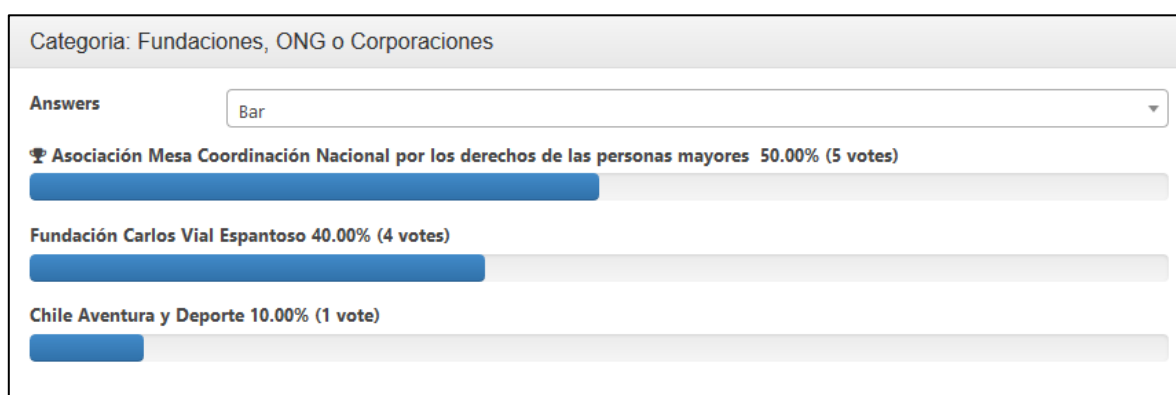 Categoria: Fundaciones, ONG o Corporaciones
Answers
Bar
Asociación Mesa Coordinación Nacional por los derechos de las personas mayores 50.00% (5 votes)
Fundación Carlos Vial Espantoso 40.00% (4 votes)
Chile Aventura y Deporte 10.00% (1 vote)